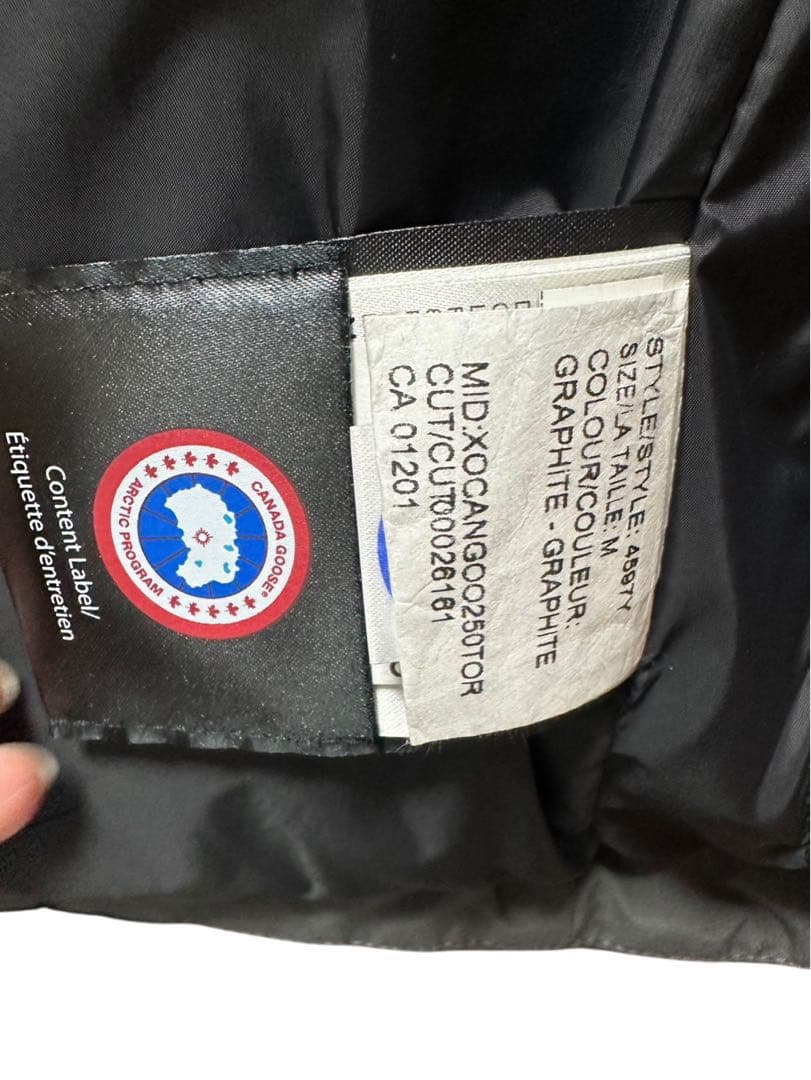 CANADA GOOSE®
ARCTIC PROGRAM
Content Label/
Étiquette d'entretien
STYLE/STYLE: 4567Y
SIZE/LA TAILLE: M
COLOUR/COULEUR:
GRAPHITE - GRAPHITE
MID:XOCANGOO250TOR
CUT/CUT00026161
CA 01201